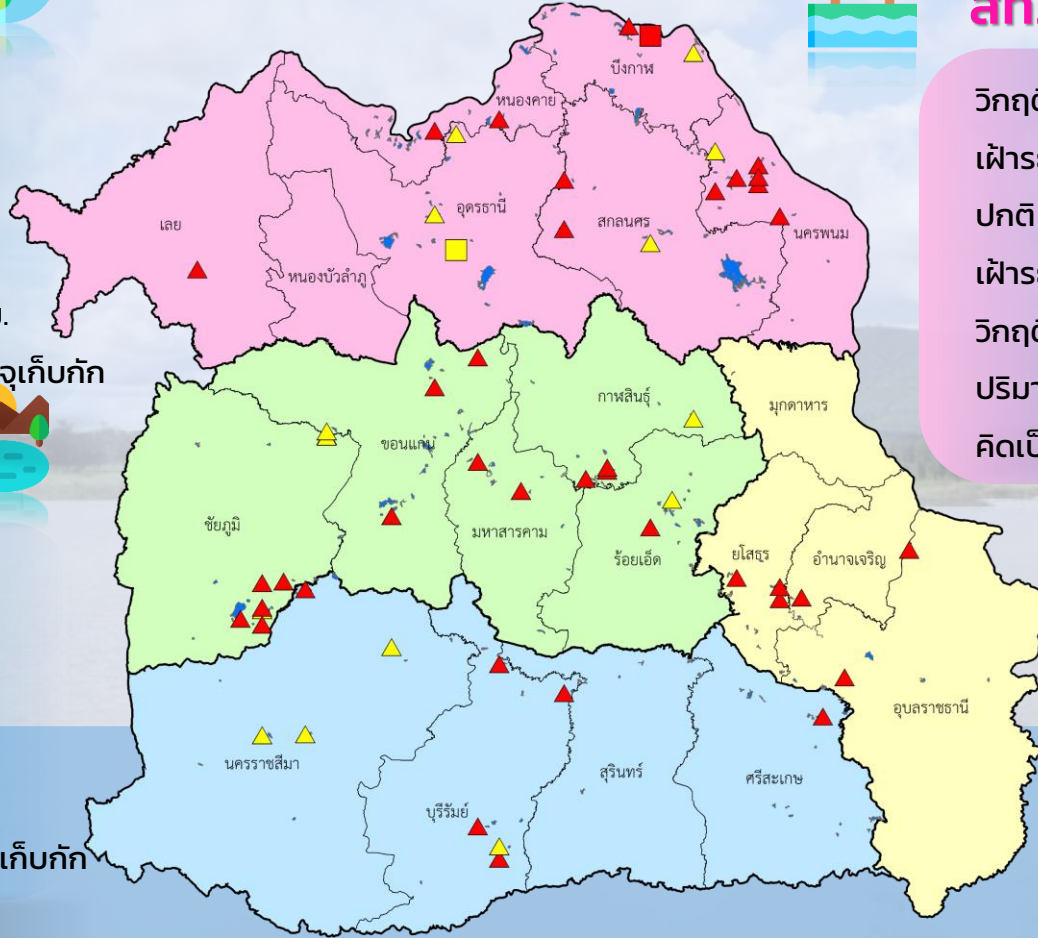 บึงกาฬ
หนองคาย
เลย
อุดรธานี
สกลนคร
นครพนม
หนองบัวลำภู
กาฬสินธุ์
มุกดาหาร
ขอนแก่น
ชัยภูมิ
มหาสารคาม
ร้อยเอ็ด
ยโสธร
อำนาจเจริญ
อุบลราชธานี
นครราชสีมา
สุรินทร์
ศรีสะเกษ
บุรีรัมย์
จุเก็บกัก
เก็บกัก
วิกฤต
เฝ้าระ
ปกติ
เฝ้าระ
วิกฤต
ปริมา
คิดเป็